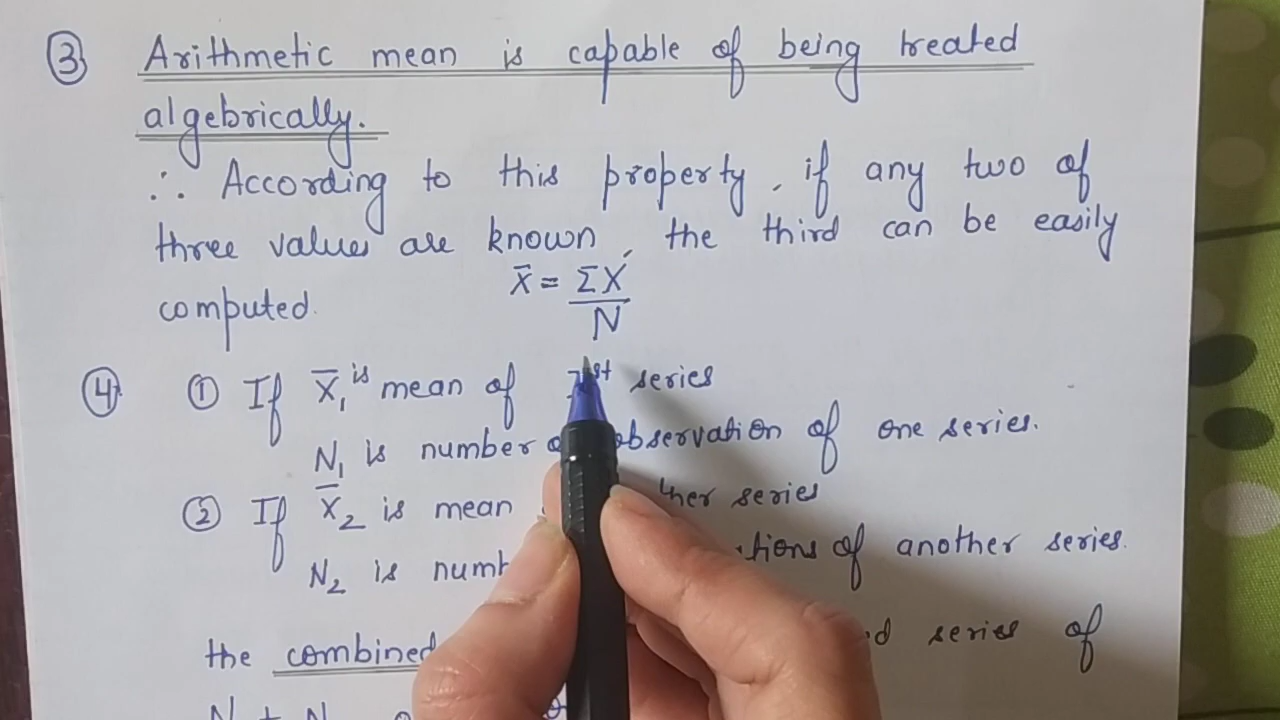 ③ Arithmetic mean is capable of being treated
algebrically.
∴ According to this property, if any two of
three values are known, the third can be easily
computed.
X̄ = ΣX / N
④ ① If X̄₁ is mean of series
N₁ is number observation of one series.
② If X̄₂ is mean series
N₂ is of another series.
the combined series of